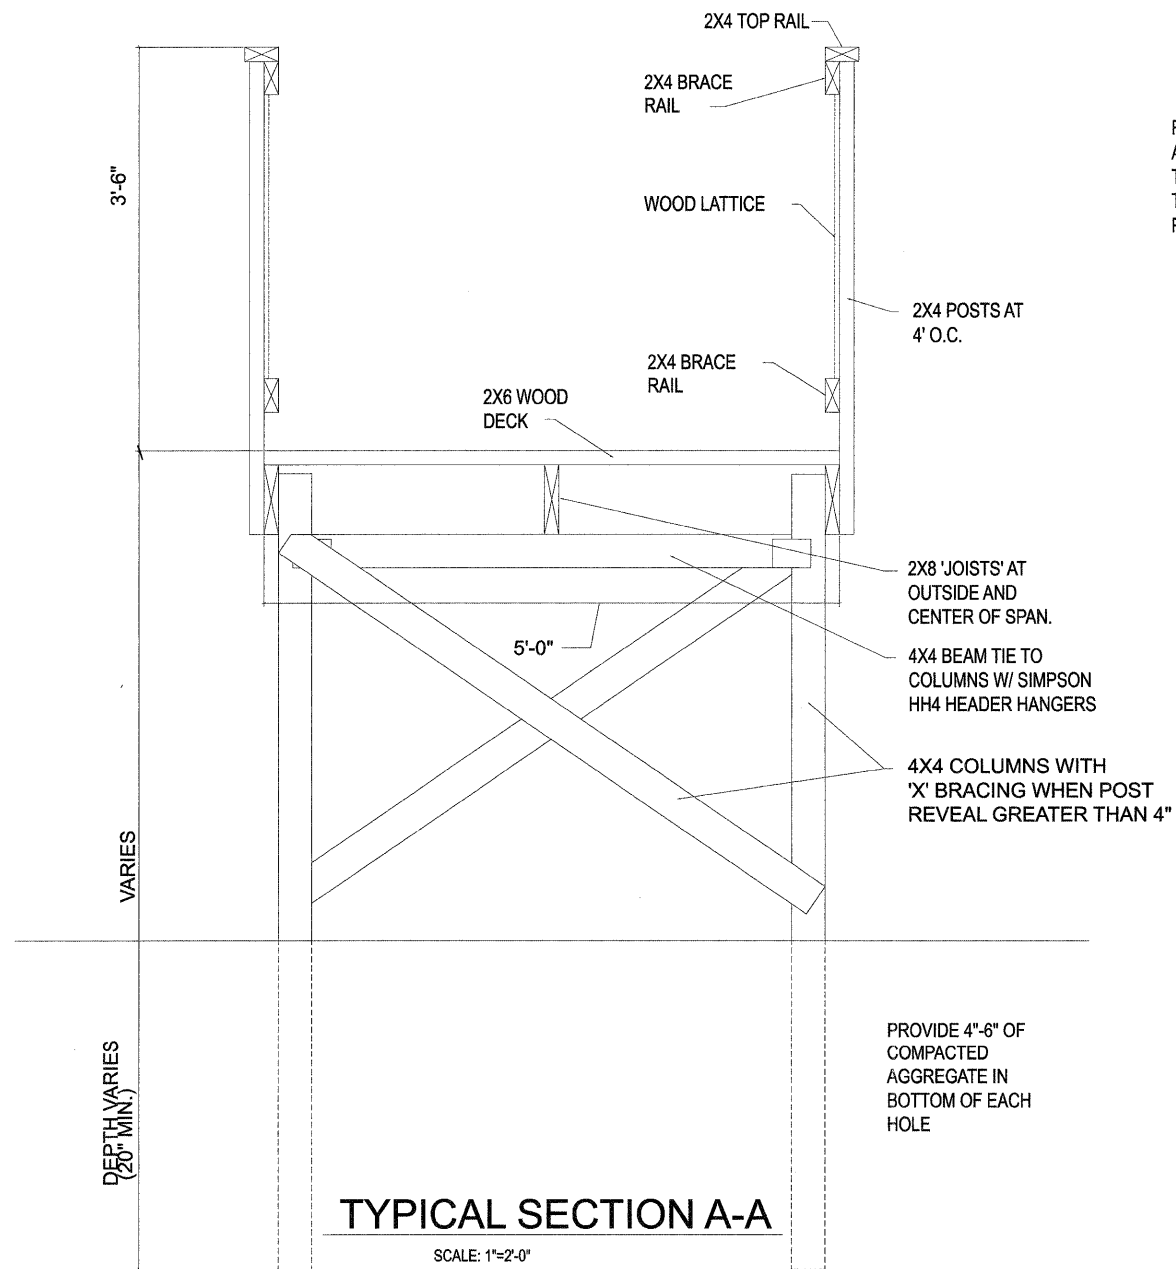 2X4 TOP RAIL
2X4 BRACE
RAIL
3'-6"
WOOD LATTICE
2X4 POSTS AT
4' O.C.
2X4 BRACE
RAIL
2X6 WOOD
DECK
2X8 'JOISTS' AT
OUTSIDE AND
CENTER OF SPAN.
5'-0"
4X4 BEAM TIE TO
COLUMNS W/ SIMPSON
HH4 HEADER HANGERS
4X4 COLUMNS WITH
'X' BRACING WHEN POST
REVEAL GREATER THAN 4"
VARIES
PROVIDE 4"-6" OF
COMPACTED
AGGREGATE IN
BOTTOM OF EACH
HOLE
DEPTH VARIES
(20" MIN.)
TYPICAL SECTION A-A
SCALE: 1"=2'-0"